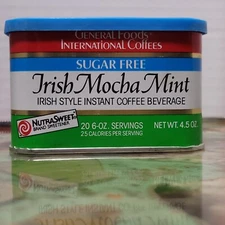 General Foods
International Coffees
SUGAR FREE
Irish Mocha Mint
IRISH STYLE INSTANT COFFEE BEVERAGE
NUTRASWEET
BRAND SWEETENER
20 6-OZ. SERVINGS
25 CALORIES PER SERVING
NET WT. 4.5 OZ.